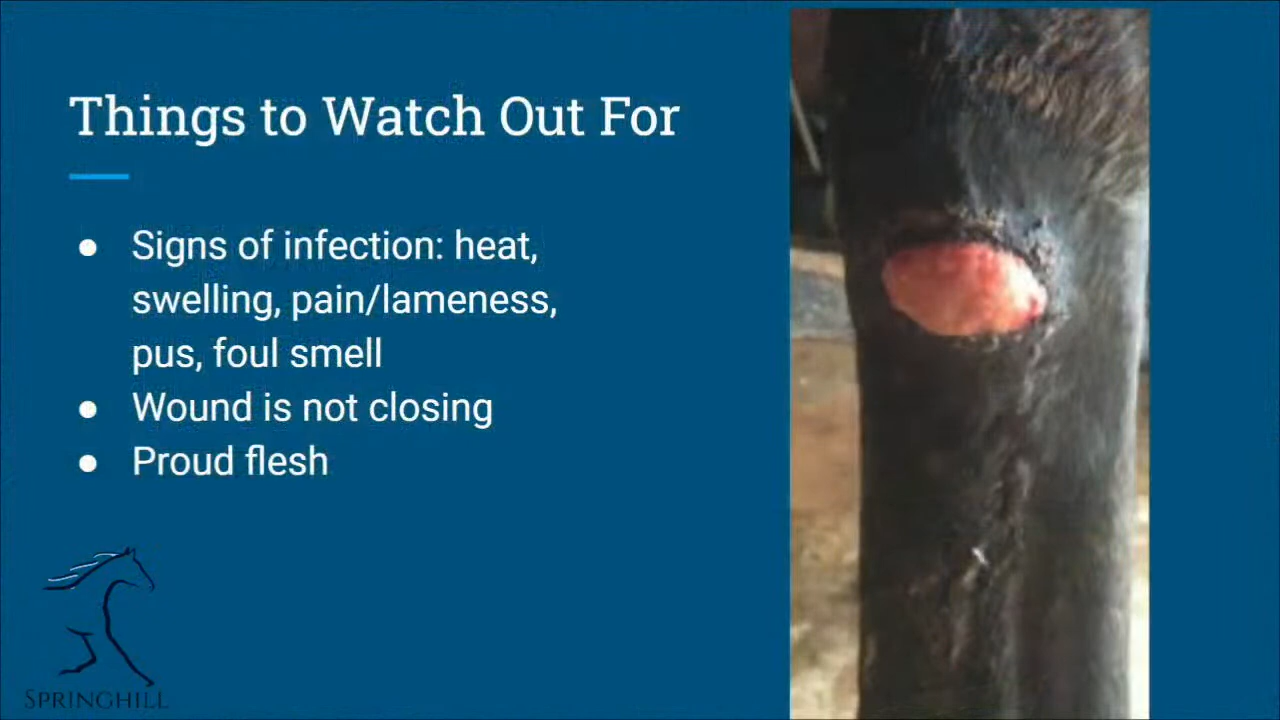 Things to Watch Out For
● Signs of infection: heat,
swelling, pain/lameness,
pus, foul smell
● Wound is not closing
● Proud flesh
SPRINGHILL